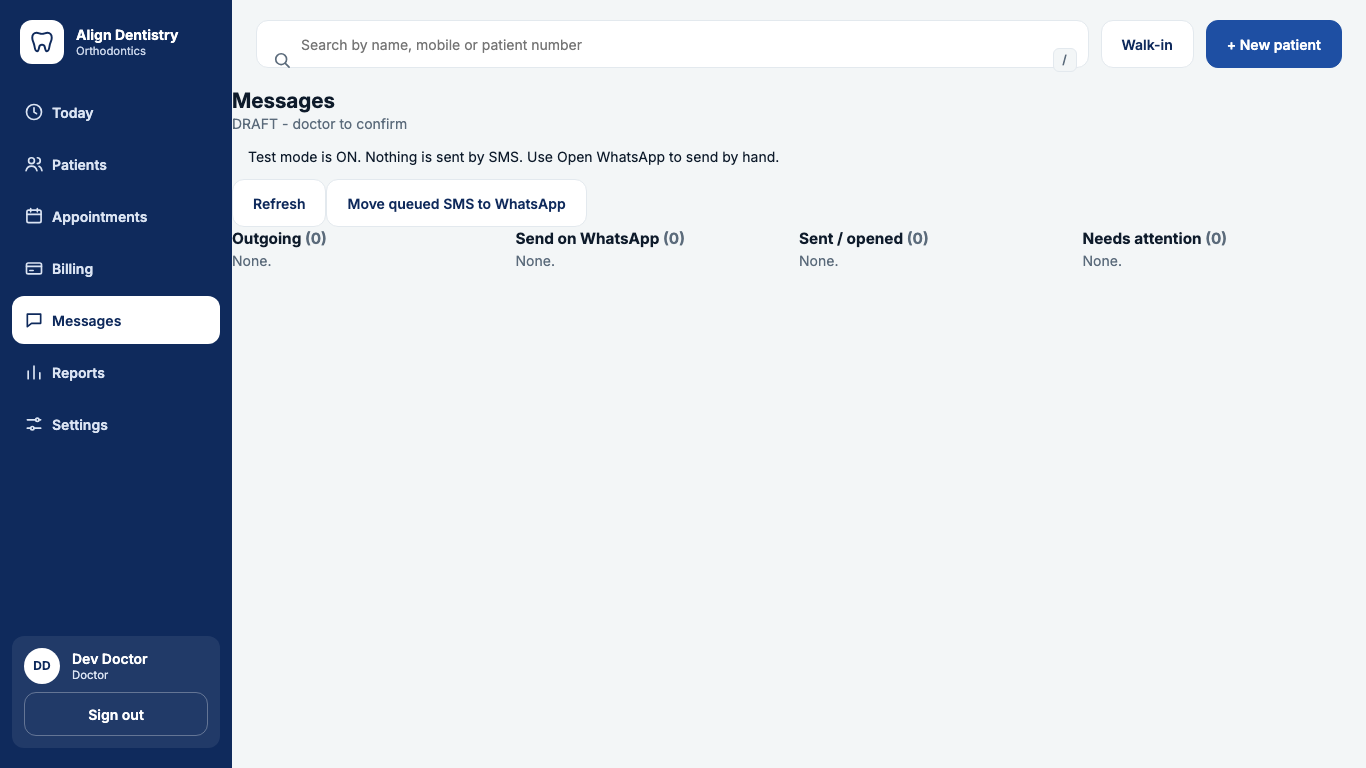 Align Dentistry
Orthodontics
Today
Patients
Appointments
Billing
Messages
Reports
Settings
DD
Dev Doctor
Doctor
Sign out
Search by name, mobile or patient number
/
Walk-in
+ New patient
Messages
DRAFT - doctor to confirm
Test mode is ON. Nothing is sent by SMS. Use Open WhatsApp to send by hand.
Refresh
Move queued SMS to WhatsApp
Outgoing (0)
None.
Send on WhatsApp (0)
None.
Sent / opened (0)
None.
Needs attention (0)
None.